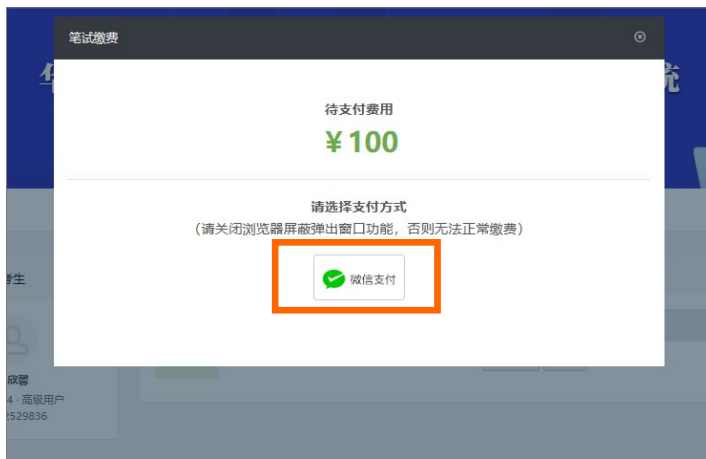 笔试缴费
华
统
待支付费用
¥100
请选择支付方式
（请关闭浏览器屏蔽弹出窗口功能，否则无法正常缴费）
微信支付
考生
欣馨
4 - 高级用户
2529836